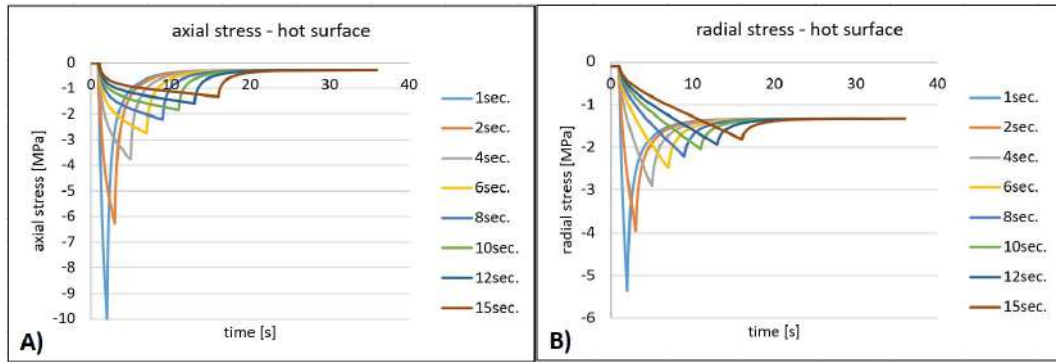 axial stress - hot surface
0
-1
-2
-3
-4
-5
-6
-7
-8
-9
-10
0
10
20
30
40
axial stress [MPa]
time [s]
1sec.
2sec.
4sec.
6sec.
8sec.
10sec.
12sec.
15sec.
A)
radial stress - hot surface
0
-1
-2
-3
-4
-5
-6
0
10
20
30
40
radial stress [MPa]
time [s]
1sec.
2sec.
4sec.
6sec.
8sec.
10sec.
12sec.
15sec.
B)